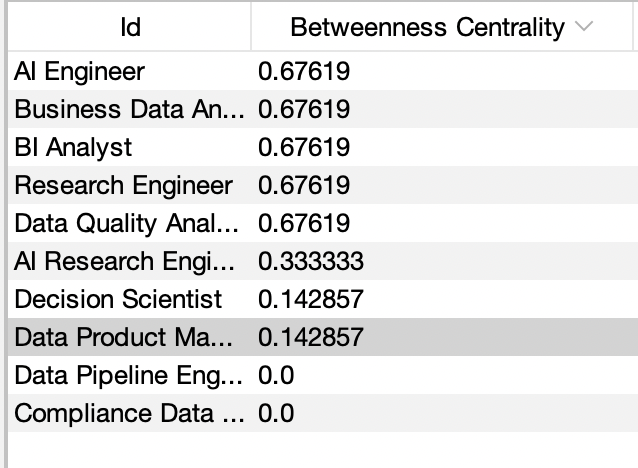 Id Betweenness Centrality
AI Engineer 0.67619
Business Data An... 0.67619
BI Analyst 0.67619
Research Engineer 0.67619
Data Quality Anal... 0.67619
AI Research Engi... 0.333333
Decision Scientist 0.142857
Data Product Ma... 0.142857
Data Pipeline Eng... 0.0
Compliance Data ... 0.0